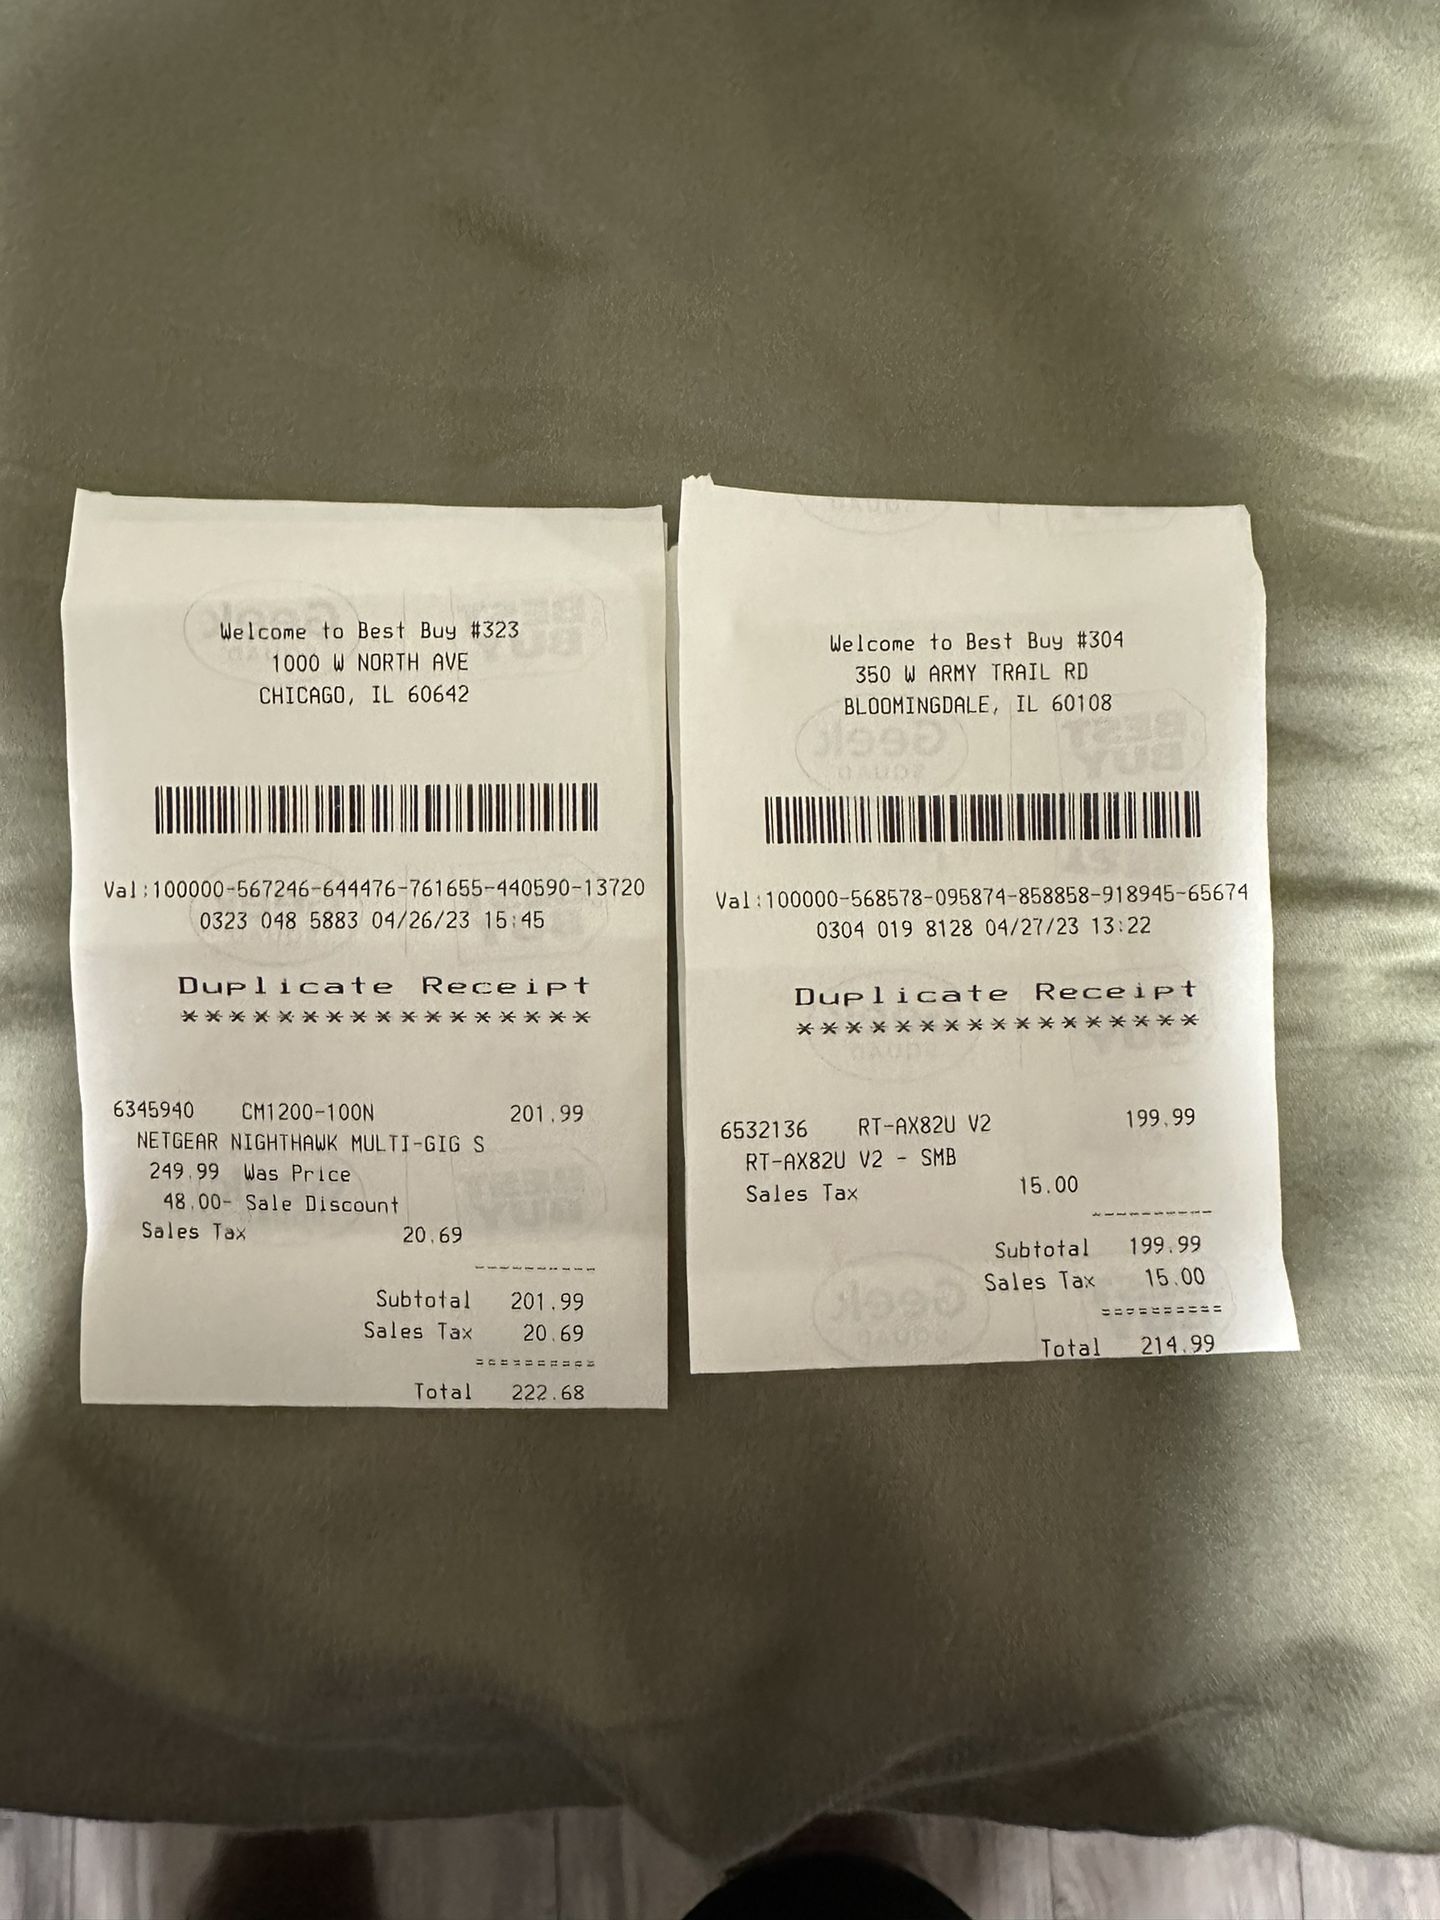 Welcome to Best Buy #323
1000 W NORTH AVE
CHICAGO, IL 60642
Val:100000-567246-644476-761655-440590-13720
0323 048 5883 04/26/23 15:45
Duplicate Receipt
*****************
6345940 CM1200-100N 201.99
NETGEAR NIGHTHAWK MULTI-GIG S
249.99 Was Price
48.00- Sale Discount
Sales Tax 20.69
----------
Subtotal 201.99
Sales Tax 20.69
==========
Total 222.68
Welcome to Best Buy #304
350 W ARMY TRAIL RD
BLOOMINGDALE, IL 60108
Val:100000-568578-095874-858858-918945-65674
0304 019 8128 04/27/23 13:22
Duplicate Receipt
*****************
6532136 RT-AX82U V2 199.99
RT-AX82U V2 - SMB
Sales Tax 15.00
----------
Subtotal 199.99
Sales Tax 15.00
==========
Total 214.99